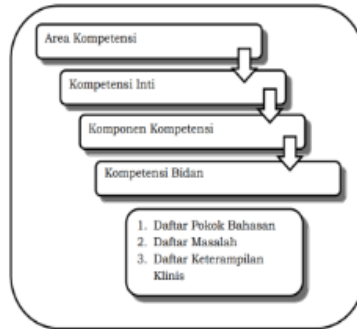 Area Kompetensi
Kompetensi Inti
Komponen Kompetensi
Kompetensi Bidan
1. Daftar Pokok Bahasan
2. Daftar Masalah
3. Daftar Keterampilan
Klinis